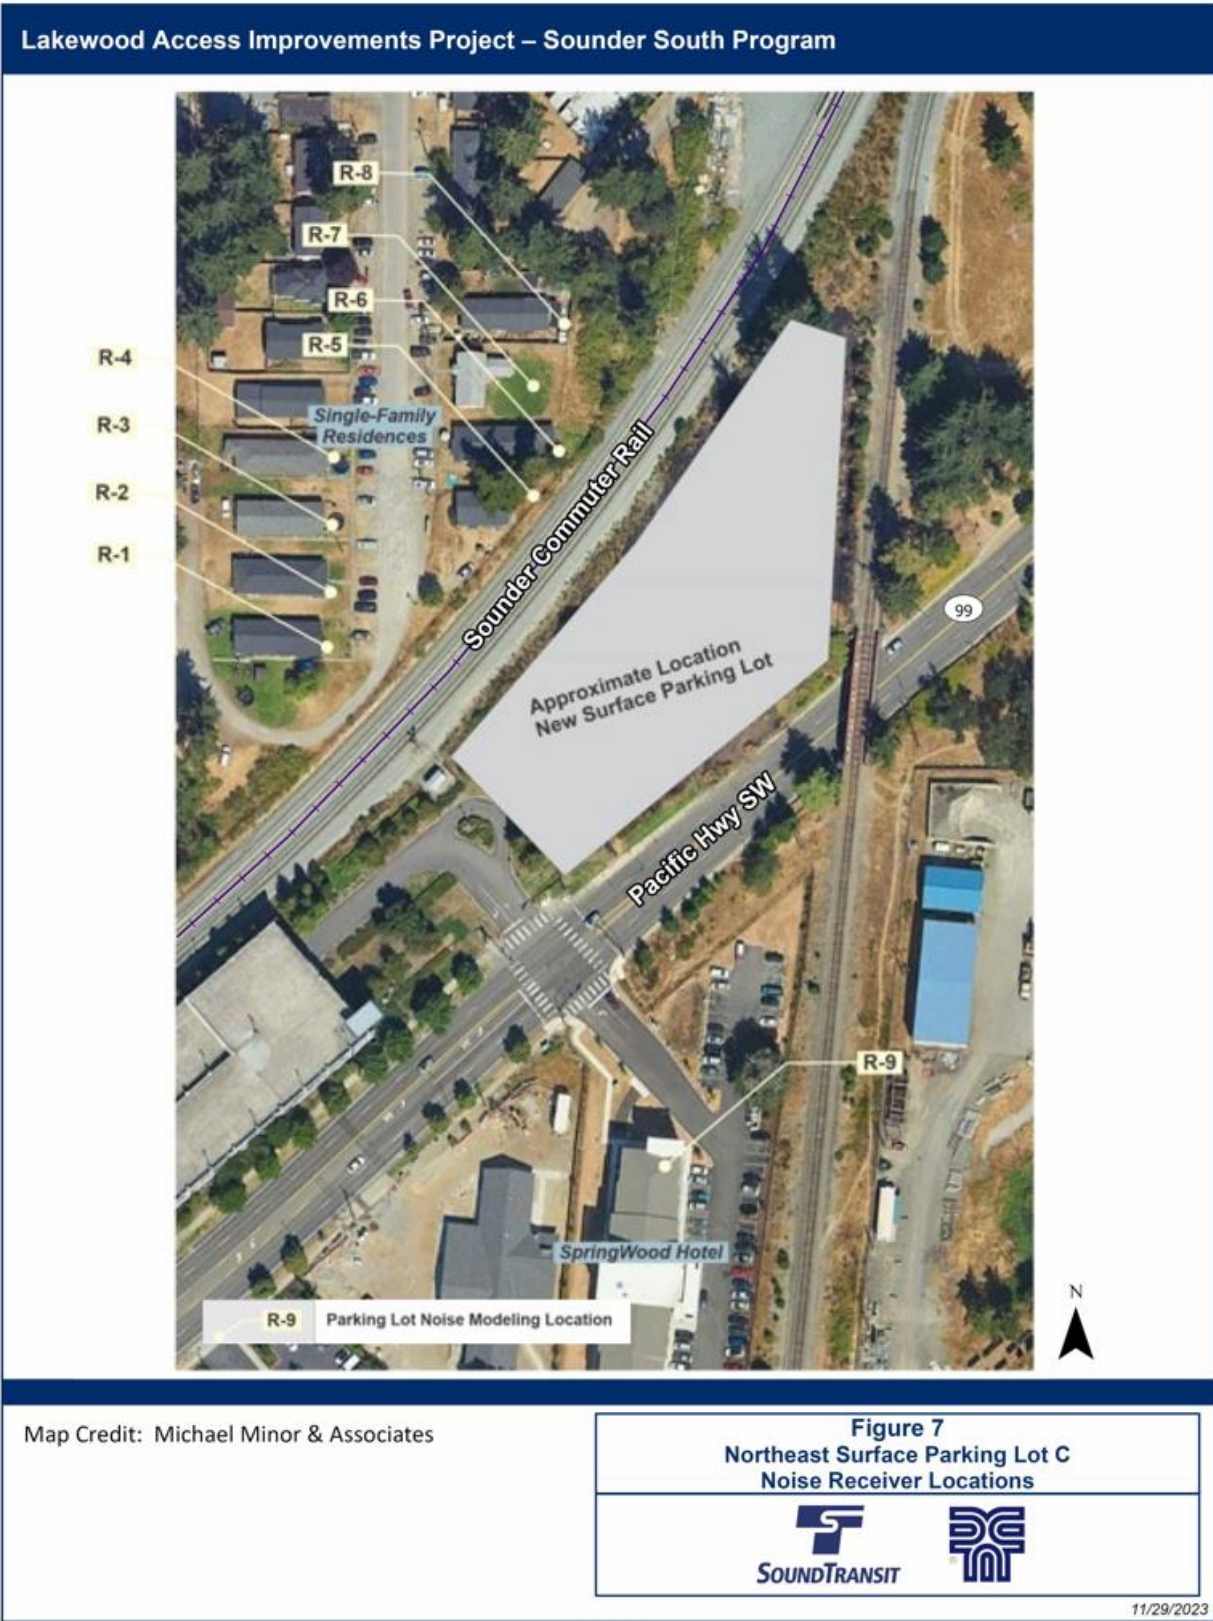 Lakewood Access Improvements Project – Sounder South Program
R-8
R-7
R-6
R-5
R-4
R-3
R-2
R-1
Single-Family
Residences
Sounder Commuter Rail
99
Approximate Location
New Surface Parking Lot
Pacific Hwy SW
R-9
SpringWood Hotel
R-9 Parking Lot Noise Modeling Location
N
Map Credit: Michael Minor & Associates
Figure 7
Northeast Surface Parking Lot C
Noise Receiver Locations
SOUNDTRANSIT
11/29/2023